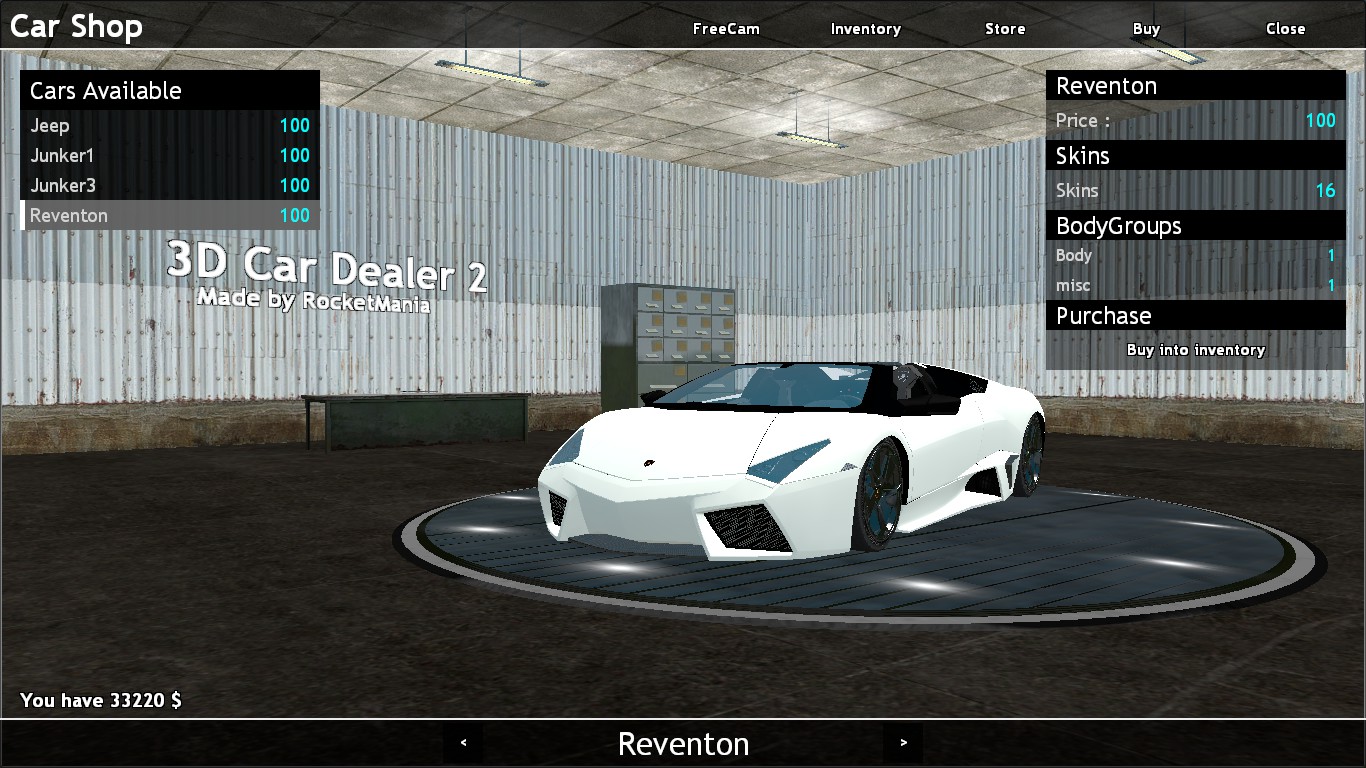 Car Shop
FreeCam
Inventory
Store
Buy
Close
Cars Available
Jeep 100
Junker1 100
Junker3 100
Reventon 100
3D Car Dealer 2
Made by RocketMania
Reventon
Price : 100
Skins
Skins 16
BodyGroups
Body 1
misc 1
Purchase
Buy into inventory
You have 33220 $
< Reventon >